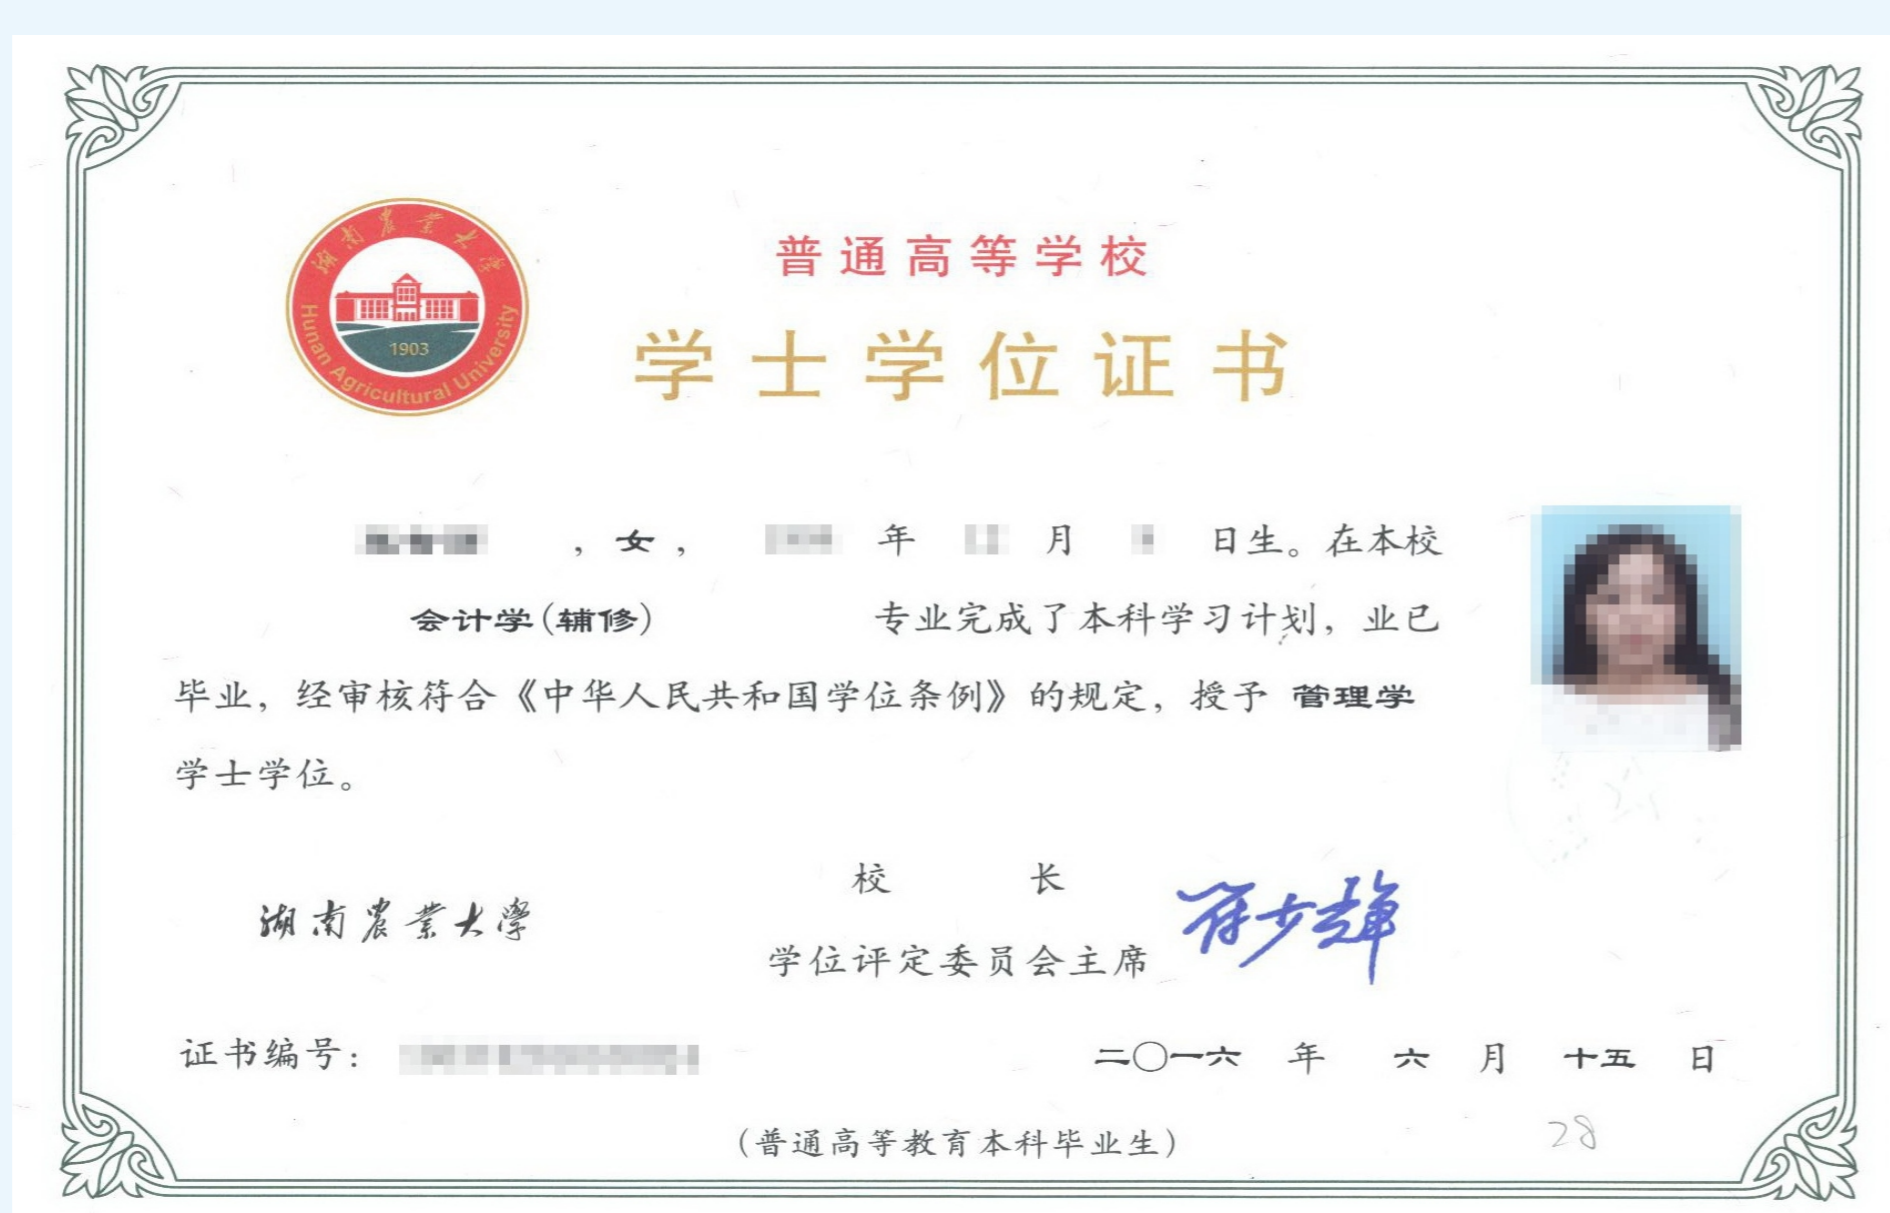 湖南农业大学
Hunan Agricultural University
1903
普通高等学校
学士学位证书
，女， 年 月 日生。在本校
会计学(辅修) 专业完成了本科学习计划，业已
毕业，经审核符合《中华人民共和国学位条例》的规定，授予 管理学
学士学位。
校 长
湖南農業大學
学位评定委员会主席
符少辉
证书编号：
二〇一六 年 六 月 十五 日
(普通高等教育本科毕业生)
28